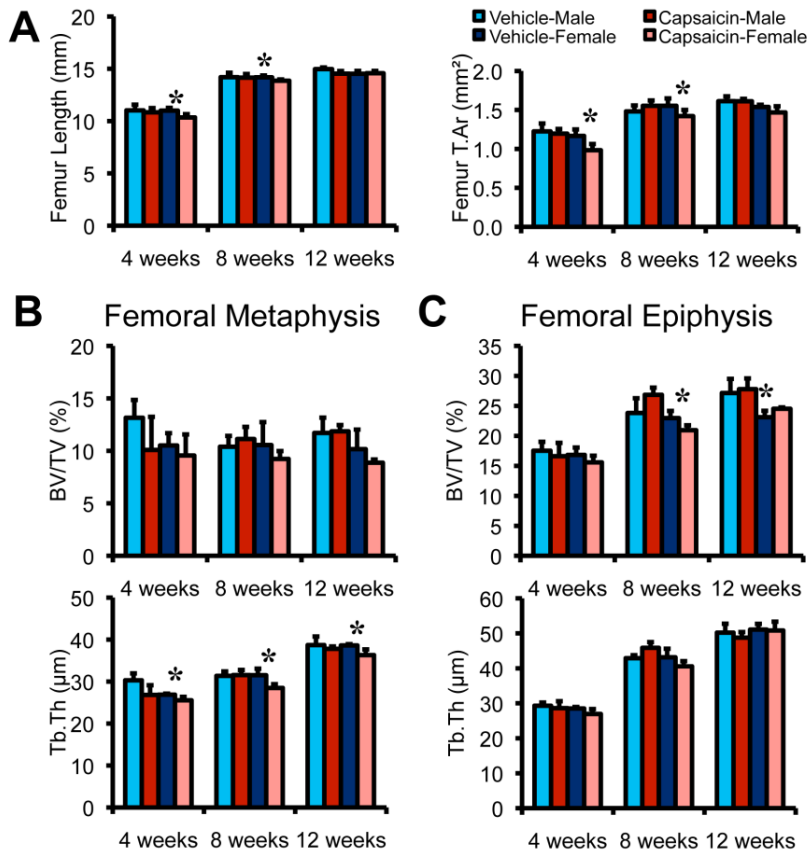 A
Vehicle-Male Capsaicin-Male
Vehicle-Female Capsaicin-Female
Femur Length (mm)
20
15
10
5
0
4 weeks 8 weeks 12 weeks
* *
Femur T.Ar (mm²)
2.0
1.5
1.0
0.5
0.0
4 weeks 8 weeks 12 weeks
* *
B Femoral Metaphysis
BV/TV (%)
20
15
10
5
0
4 weeks 8 weeks 12 weeks
Tb.Th (μm)
50
40
30
20
10
0
4 weeks 8 weeks 12 weeks
* * *
C Femoral Epiphysis
BV/TV (%)
35
30
25
20
15
10
5
0
4 weeks 8 weeks 12 weeks
* *
Tb.Th (μm)
60
50
40
30
20
10
0
4 weeks 8 weeks 12 weeks